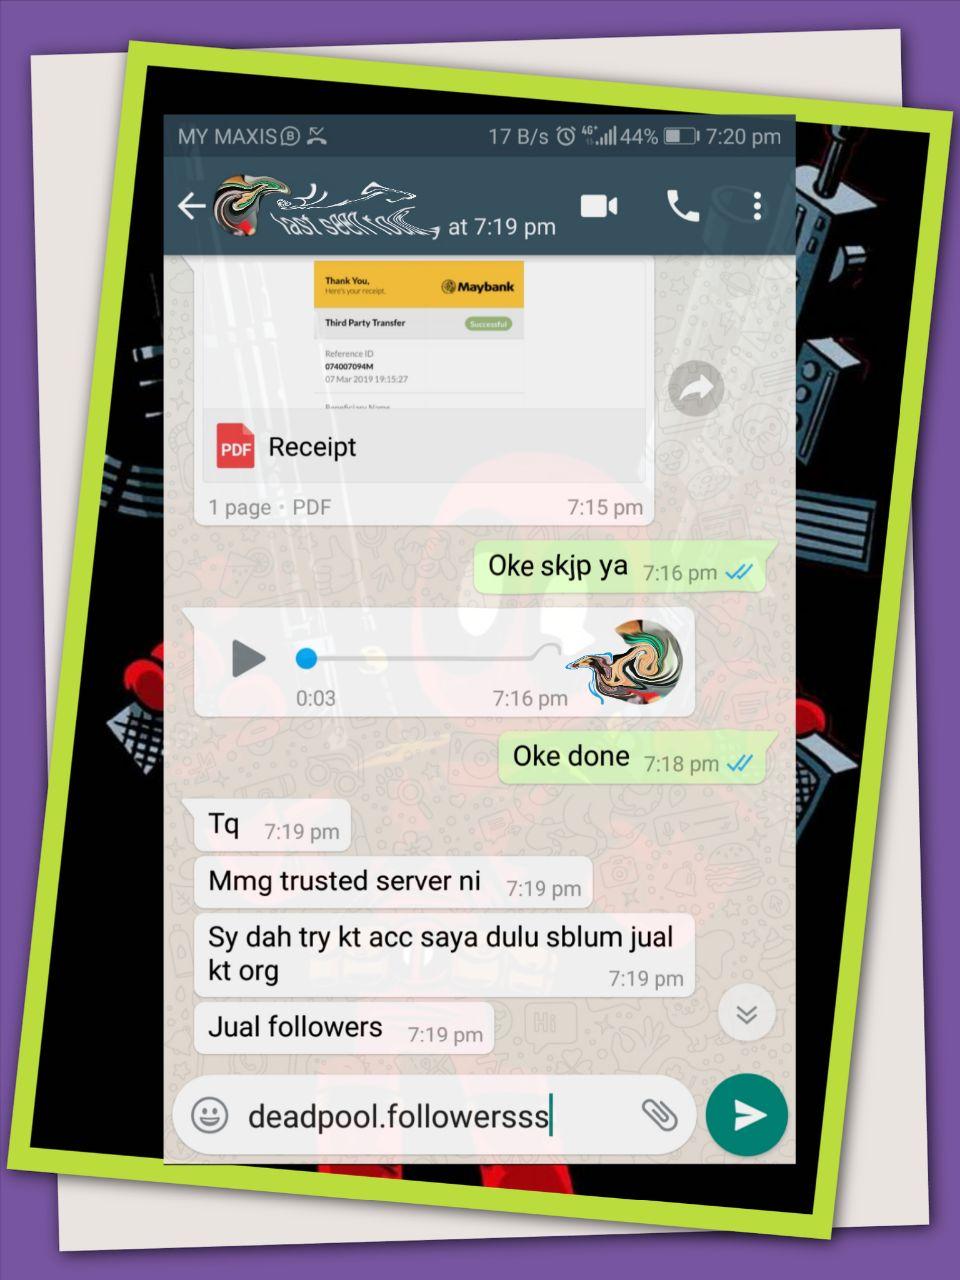 MY MAXIS B 17 B/s 4G+ 44% 7:20 pm
last seen at 7:19 pm
Thank You,
Here's your receipt.
Maybank
Third Party Transfer
Successful
Reference ID
074007094M
07 Mar 2019 19:15:27
Beneficiary Name
PDF Receipt
1 page • PDF 7:15 pm
Oke skjp ya 7:16 pm
0:03 7:16 pm
Oke done 7:18 pm
Tq 7:19 pm
Mmg trusted server ni 7:19 pm
Sy dah try kt acc saya dulu sblum jual
kt org 7:19 pm
Jual followers 7:19 pm
Hi
deadpool.followersss